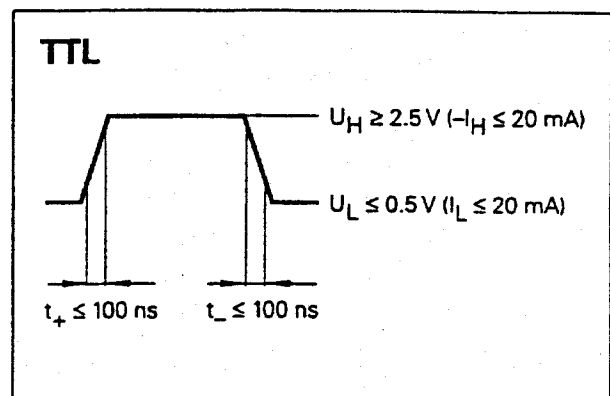 TTL
U_H ≥ 2.5 V (–I_H ≤ 20 mA)
U_L ≤ 0.5 V (I_L ≤ 20 mA)
t_+ ≤ 100 ns t_– ≤ 100 ns